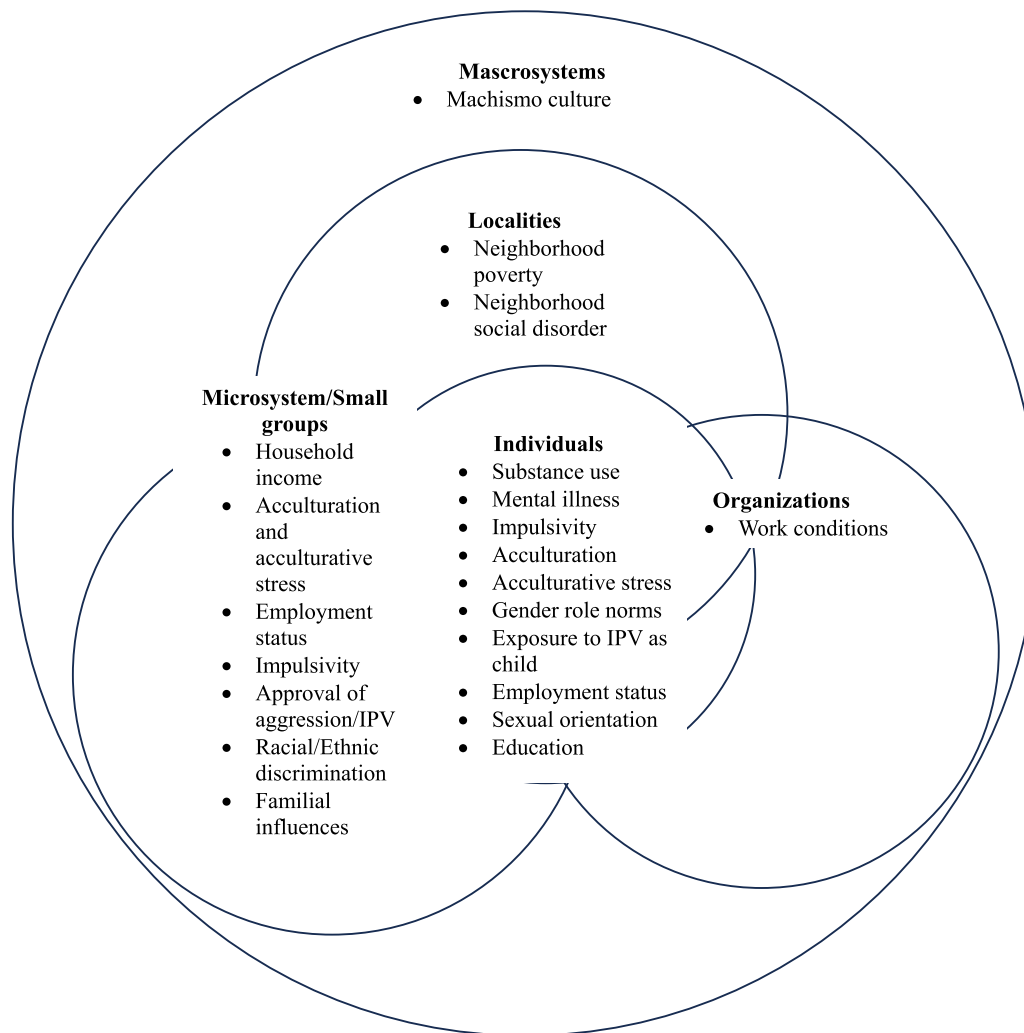 Mascrosystems
• Machismo culture
Localities
• Neighborhood
poverty
• Neighborhood
social disorder
Microsystem/Small
groups
• Household
income
• Acculturation
and
acculturative
stress
• Employment
status
• Impulsivity
• Approval of
aggression/IPV
• Racial/Ethnic
discrimination
• Familial
influences
Individuals
• Substance use
• Mental illness
• Impulsivity
• Acculturation
• Acculturative stress
• Gender role norms
• Exposure to IPV as
child
• Employment status
• Sexual orientation
• Education
Organizations
• Work conditions